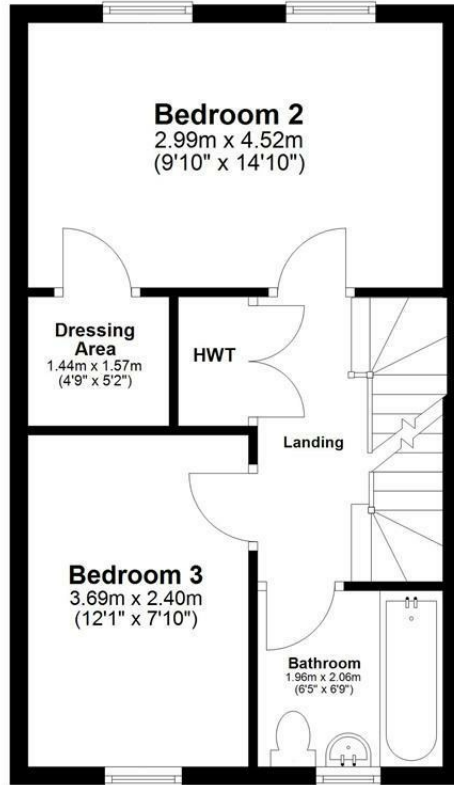 Bedroom 2
2.99m x 4.52m
(9'10" x 14'10")
Dressing
Area
1.44m x 1.57m
(4'9" x 5'2")
HWT
Landing
Bedroom 3
3.69m x 2.40m
(12'1" x 7'10")
Bathroom
1.96m x 2.06m
(6'5" x 6'9")